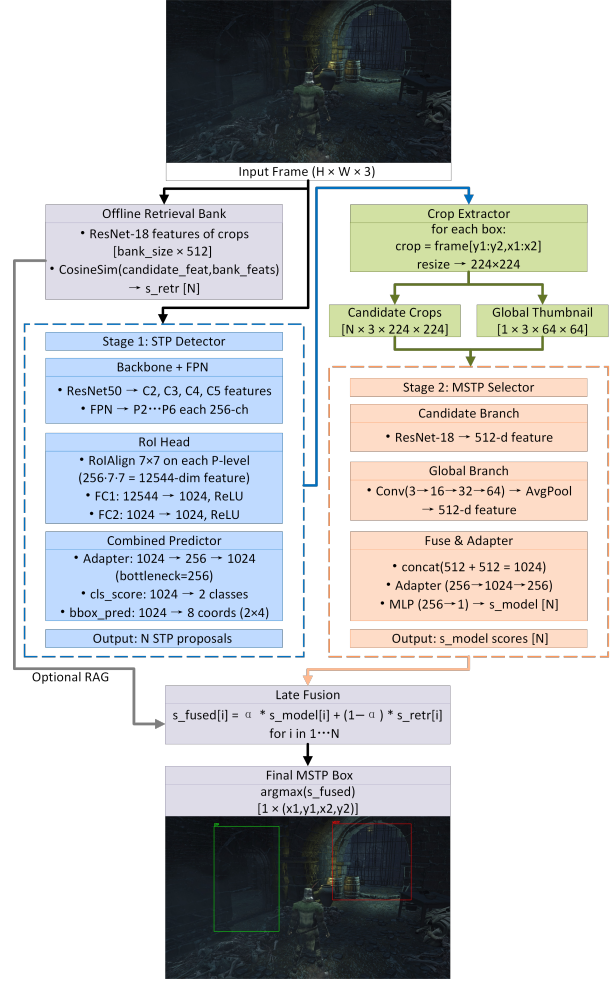 Input Frame (H × W × 3)
Offline Retrieval Bank
• ResNet-18 features of crops
[bank_size × 512]
• CosineSim(candidate_feat,bank_feats)
→ s_retr [N]
Crop Extractor
for each box:
crop = frame[y1:y2,x1:x2]
resize → 224×224
Candidate Crops
[N × 3 × 224 × 224]
Global Thumbnail
[1 × 3 × 64 × 64]
Stage 1: STP Detector
Backbone + FPN
• ResNet50 → C2, C3, C4, C5 features
• FPN → P2⋯P6 each 256-ch
RoI Head
• RoIAlign 7×7 on each P-level
(256·7·7 = 12544-dim feature)
• FC1: 12544 → 1024, ReLU
• FC2: 1024 → 1024, ReLU
Combined Predictor
• Adapter: 1024 → 256 → 1024
(bottleneck=256)
• cls_score: 1024 → 2 classes
• bbox_pred: 1024 → 8 coords (2×4)
Output: N STP proposals
Stage 2: MSTP Selector
Candidate Branch
• ResNet-18 → 512-d feature
Global Branch
• Conv(3→16→32→64) → AvgPool
→ 512-d feature
Fuse & Adapter
• concat(512 + 512 = 1024)
• Adapter (256→1024→256)
• MLP (256→1) → s_model [N]
Output: s_model scores [N]
Optional RAG
Late Fusion
s_fused[i] = α * s_model[i] + (1−α) * s_retr[i]
for i in 1⋯N
Final MSTP Box
argmax(s_fused)
[1 × (x1,y1,x2,y2)]